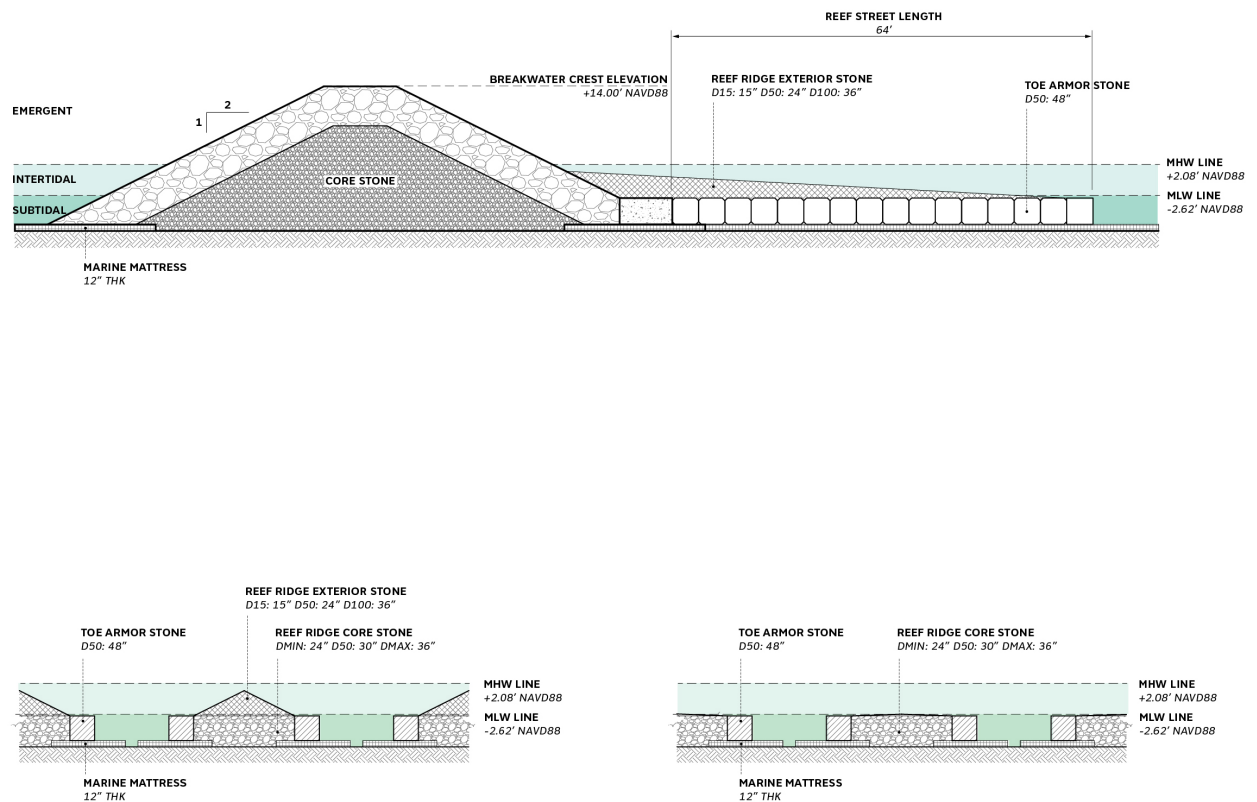 REEF STREET LENGTH
64’
BREAKWATER CREST ELEVATION
+14.00’ NAVD88
REEF RIDGE EXTERIOR STONE
D15: 15” D50: 24” D100: 36”
TOE ARMOR STONE
D50: 48”
EMERGENT
2
1
INTERTIDAL
SUBTIDAL
CORE STONE
MHW LINE
+2.08’ NAVD88
MLW LINE
-2.62’ NAVD88
MARINE MATTRESS
12” THK
REEF RIDGE EXTERIOR STONE
D15: 15” D50: 24” D100: 36”
TOE ARMOR STONE
D50: 48”
REEF RIDGE CORE STONE
DMIN: 24” D50: 30” DMAX: 36”
MHW LINE
+2.08’ NAVD88
MLW LINE
-2.62’ NAVD88
MARINE MATTRESS
12” THK
TOE ARMOR STONE
D50: 48”
REEF RIDGE CORE STONE
DMIN: 24” D50: 30” DMAX: 36”
MHW LINE
+2.08’ NAVD88
MLW LINE
-2.62’ NAVD88
MARINE MATTRESS
12” THK